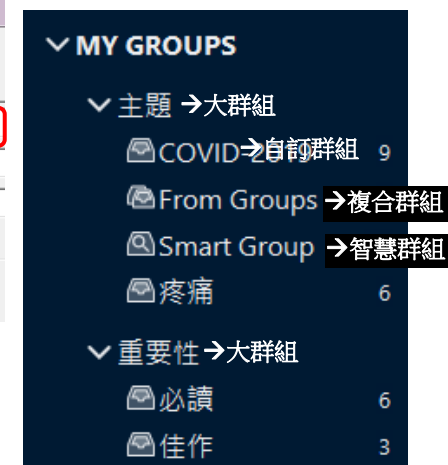 MY GROUPS
主題 →大群組
COVID-2019 →自訂群組 9
From Groups →複合群組
Smart Group →智慧群組
疼痛 6
重要性 →大群組
必讀 6
佳作 3